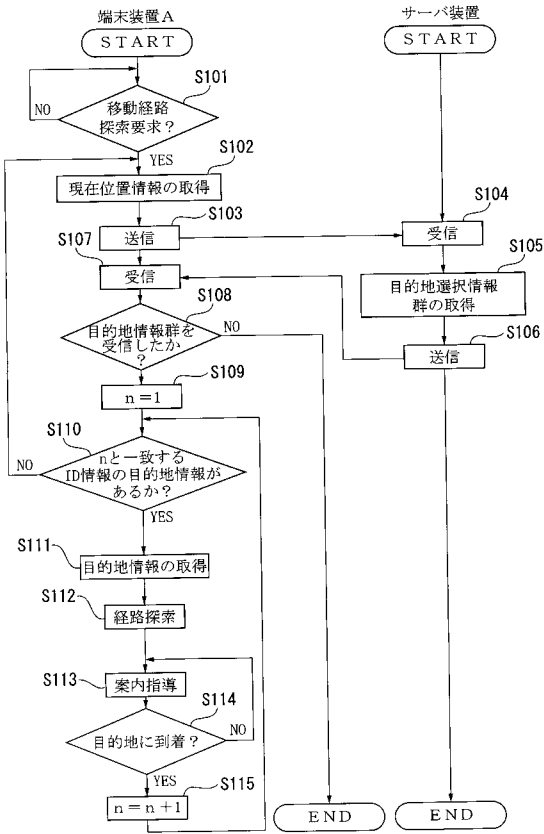 端末装置A
サーバ装置
START
START
S101
NO
移動経路
探索要求?
YES
S102
現在位置情報の取得
S103
送信
S104
受信
S107
受信
S105
目的地選択情報
群の取得
S108
目的地情報群を
受信したか
?
NO
S106
送信
S109
n=1
S110
nと一致する
ID情報の目的地情報が
あるか?
NO
YES
S111
目的地情報の取得
S112
経路探索
S113
案内指導
S114
目的地に到着?
NO
YES
S115
n=n+1
END
END